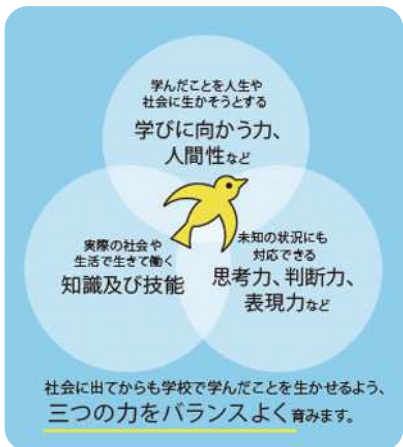 学んだことを人生や
社会に生かそうとする
学びに向かう力、
人間性など
実際の社会や
生活で生きて働く
知識及び技能
未知の状況にも
対応できる
思考力、判断力、
表現力など
社会に出てからも学校で学んだことを生かせるよう、
三つの力をバランスよく育みます。